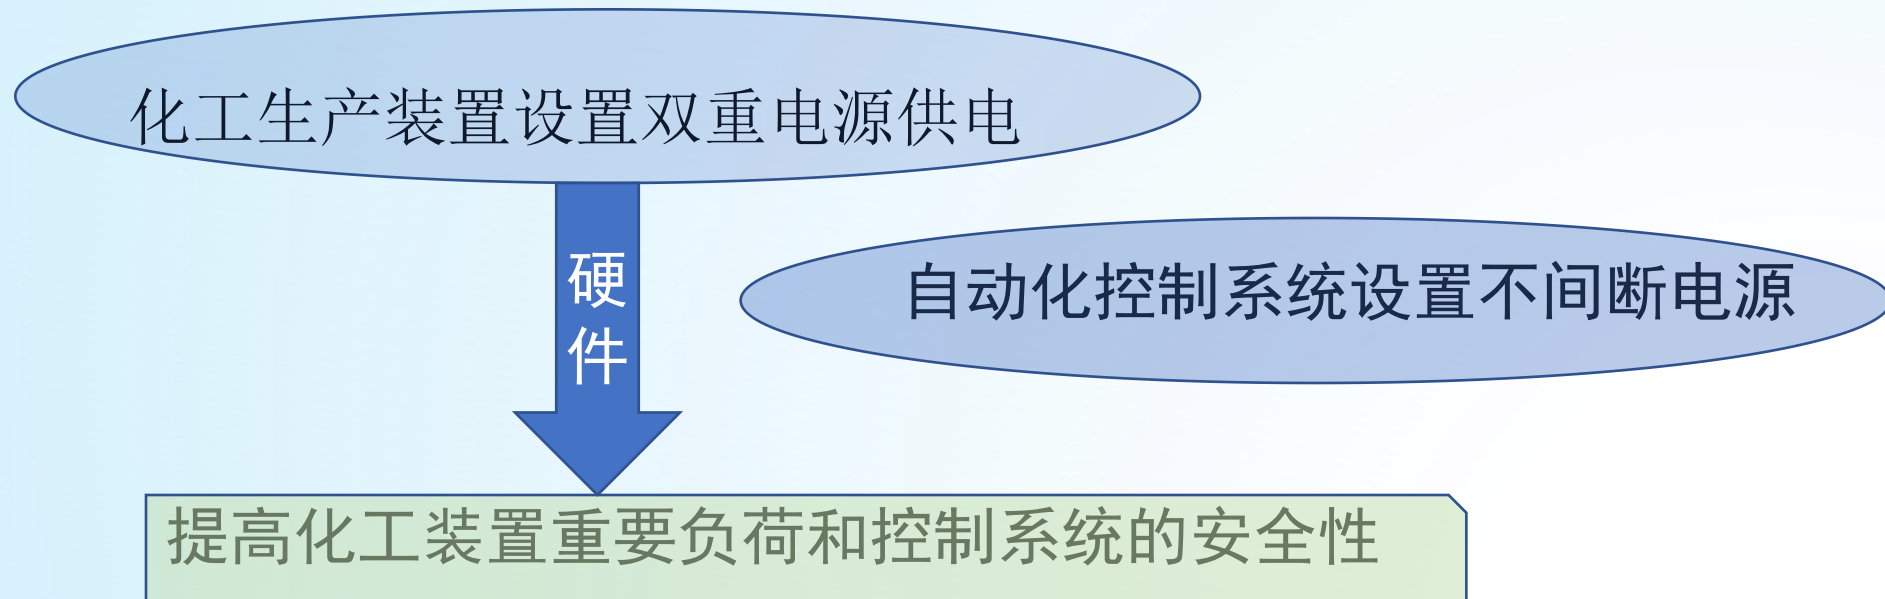 化工生产装置设置双重电源供电
自动化控制系统设置不间断电源
硬
件
提高化工装置重要负荷和控制系统的安全性